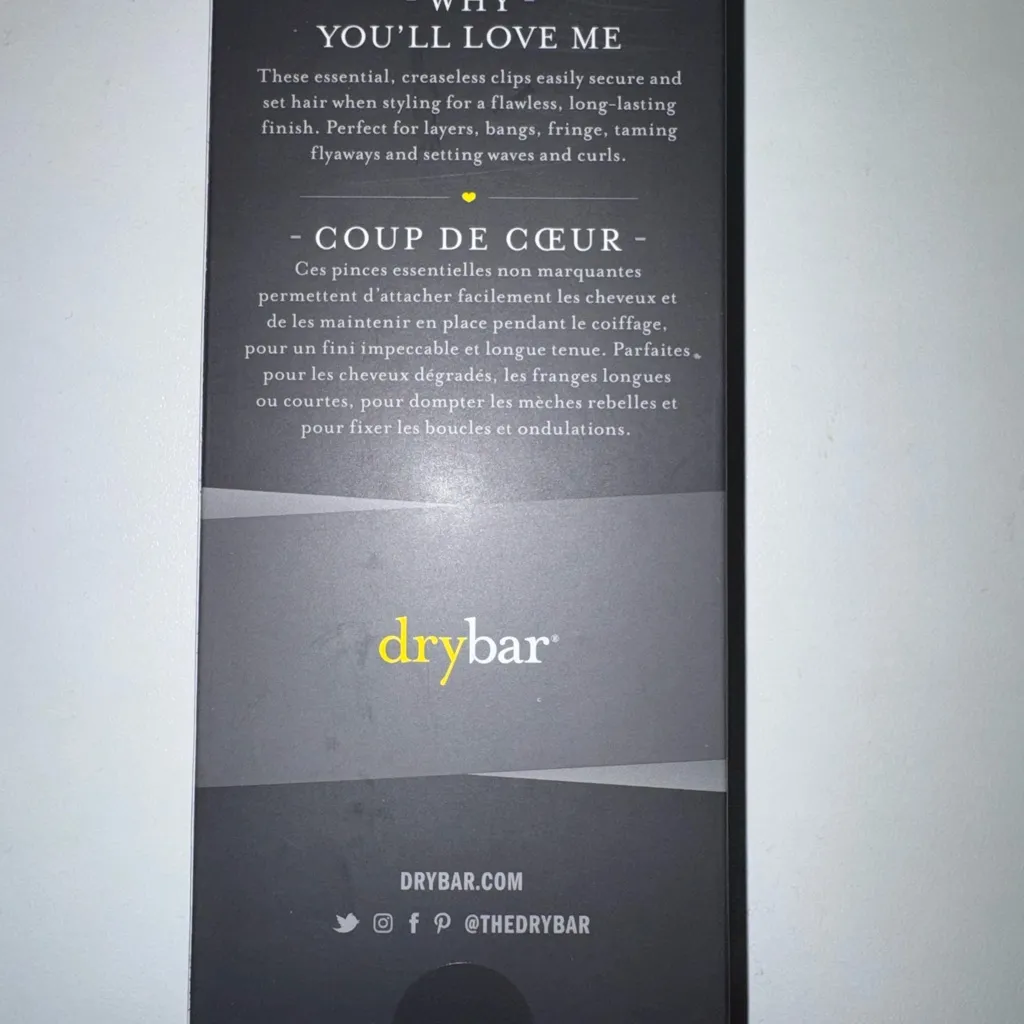 - WHY -
YOU'LL LOVE ME
These essential, creaseless clips easily secure and
set hair when styling for a flawless, long-lasting
finish. Perfect for layers, bangs, fringe, taming
flyaways and setting waves and curls.
- COUP DE CŒUR -
Ces pinces essentielles non marquantes
permettent d'attacher facilement les cheveux et
de les maintenir en place pendant le coiffage,
pour un fini impeccable et longue tenue. Parfaites
pour les cheveux dégradés, les franges longues
ou courtes, pour dompter les mèches rebelles et
pour fixer les boucles et ondulations.
drybar®
DRYBAR.COM
@THEDRYBAR